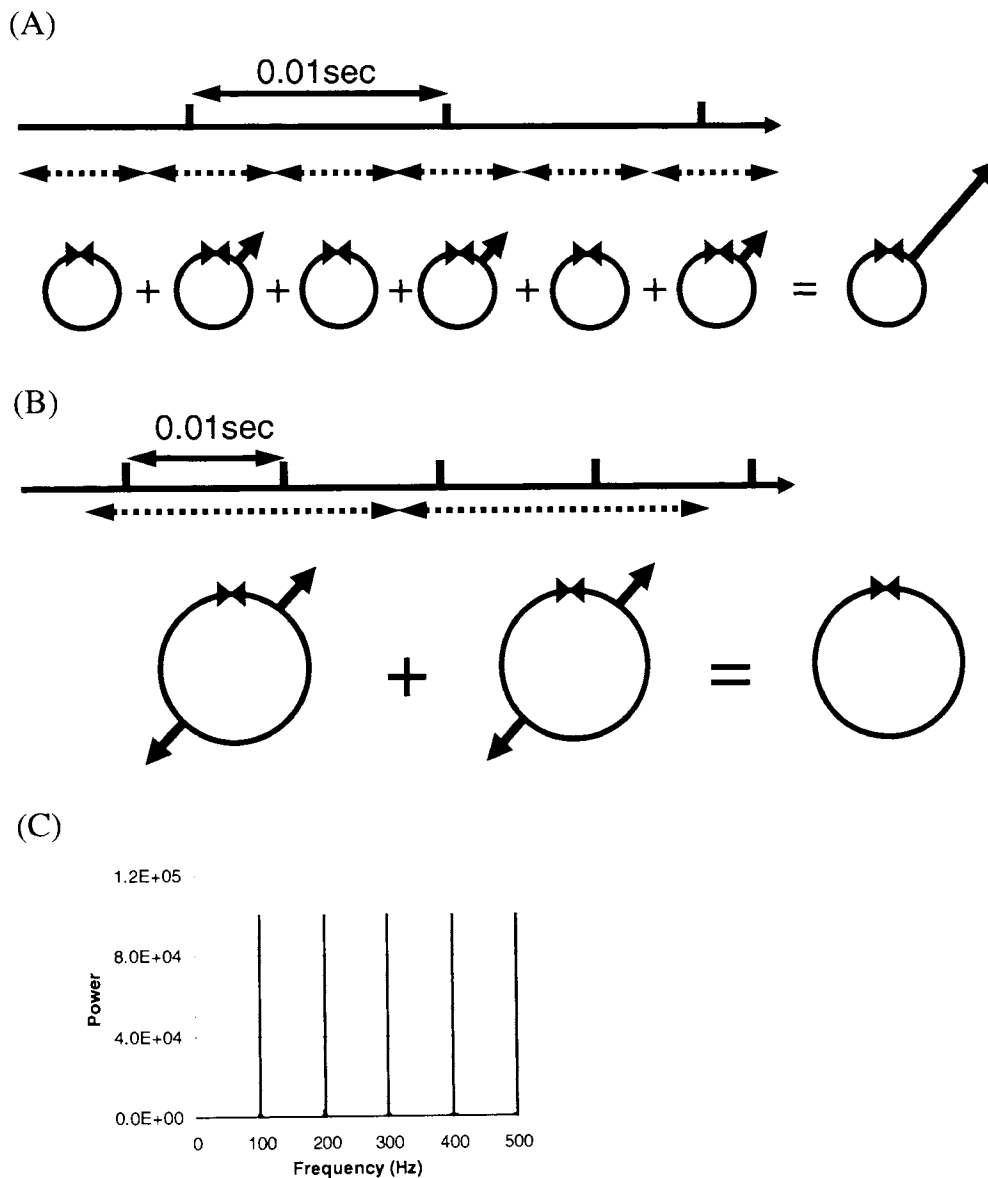 (A)
0.01sec
+ + + + + =
(B)
0.01sec
+ =
(C)
1.2E+05
8.0E+04
4.0E+04
0.0E+00
Power
0 100 200 300 400 500
Frequency (Hz)